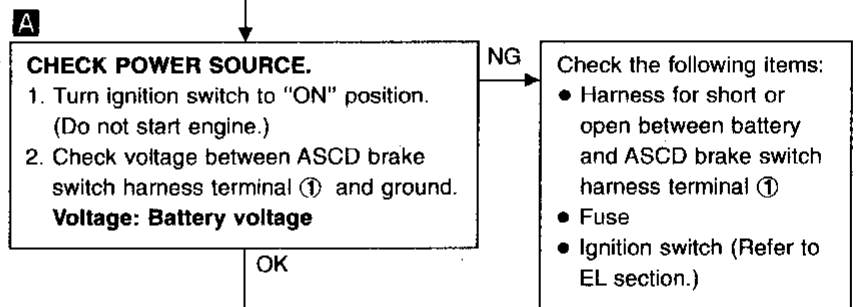 A
CHECK POWER SOURCE.
1. Turn ignition switch to "ON" position.
(Do not start engine.)
2. Check voltage between ASCD brake
switch harness terminal ① and ground.
Voltage: Battery voltage
NG
Check the following items:
● Harness for short or
open between battery
and ASCD brake switch
harness terminal ①
● Fuse
● Ignition switch (Refer to
EL section.)
OK